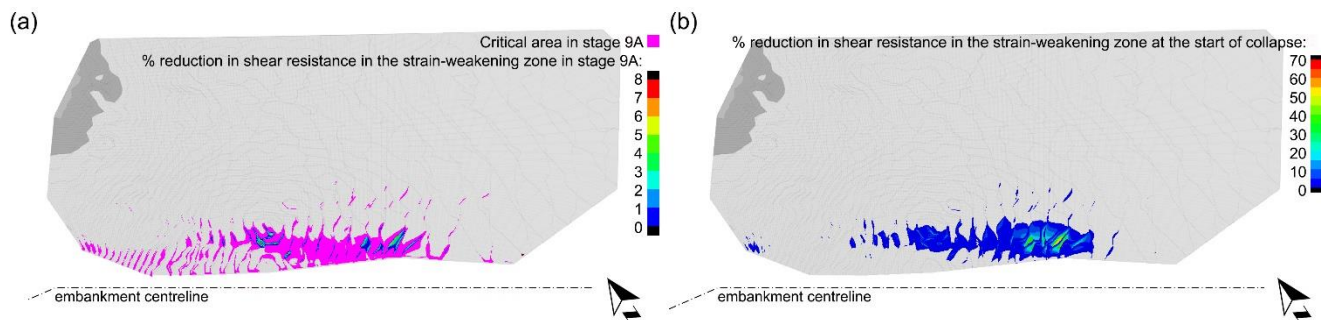 (a)
Critical area in stage 9A
% reduction in shear resistance in the strain-weakening zone in stage 9A:
8
7
6
5
4
3
2
1
0
embankment centreline
(b)
% reduction in shear resistance in the strain-weakening zone at the start of collapse:
70
60
50
40
30
20
10
0
embankment centreline